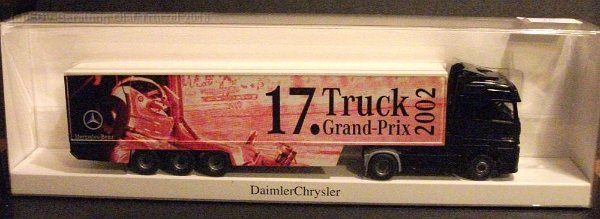 Mercedes-Benz
17. Truck
Grand-Prix
2002
DaimlerChrysler